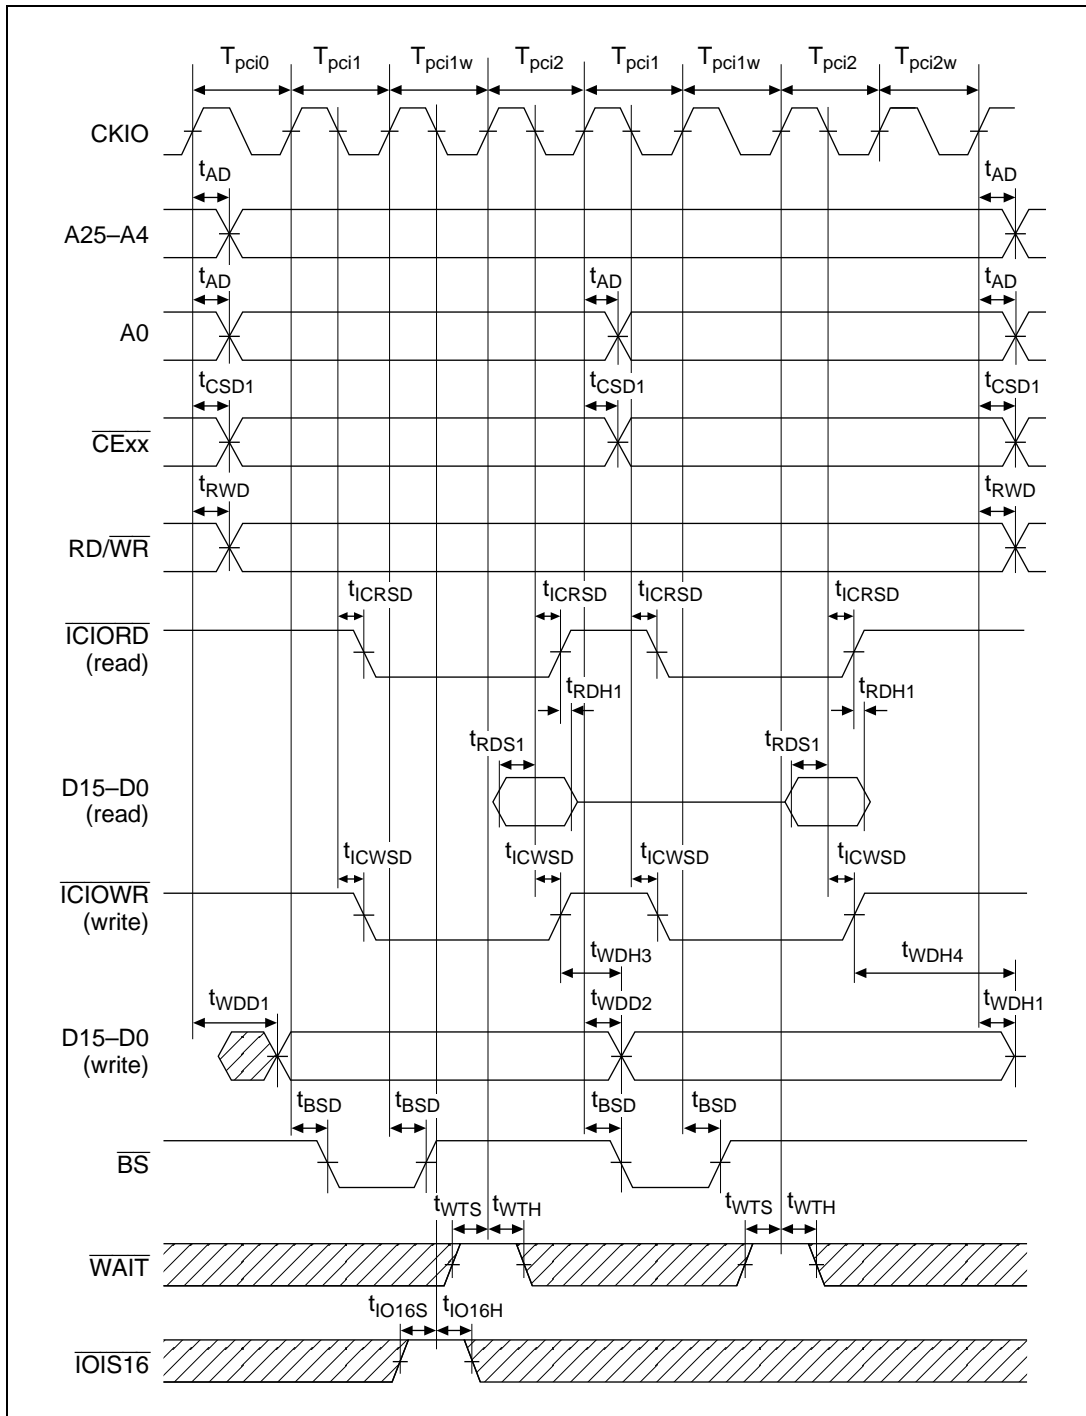 Tpci0 Tpci1 Tpci1w Tpci2 Tpci1 Tpci1w Tpci2 Tpci2w
CKIO
tAD tAD
A25–A4
tAD tAD tAD
A0
tCSD1 tCSD1 tCSD1
CExx
tRWD tRWD
RD/WR
tICRSD tICRSD tICRSD tICRSD
ICIORD
(read)
tRDH1 tRDH1
tRDS1 tRDS1
D15–D0
(read)
tICWSD tICWSD tICWSD tICWSD
ICIOWR
(write)
tWDH3 tWDH4
tWDD1 tWDD2 tWDH1
D15–D0
(write)
tBSD tBSD tBSD tBSD
BS
tWTS tWTH tWTS tWTH
WAIT
tIO16S tIO16H
IOIS16